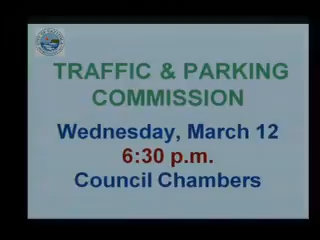 TRAFFIC & PARKING
COMMISSION
Wednesday, March 12
6:30 p.m.
Council Chambers